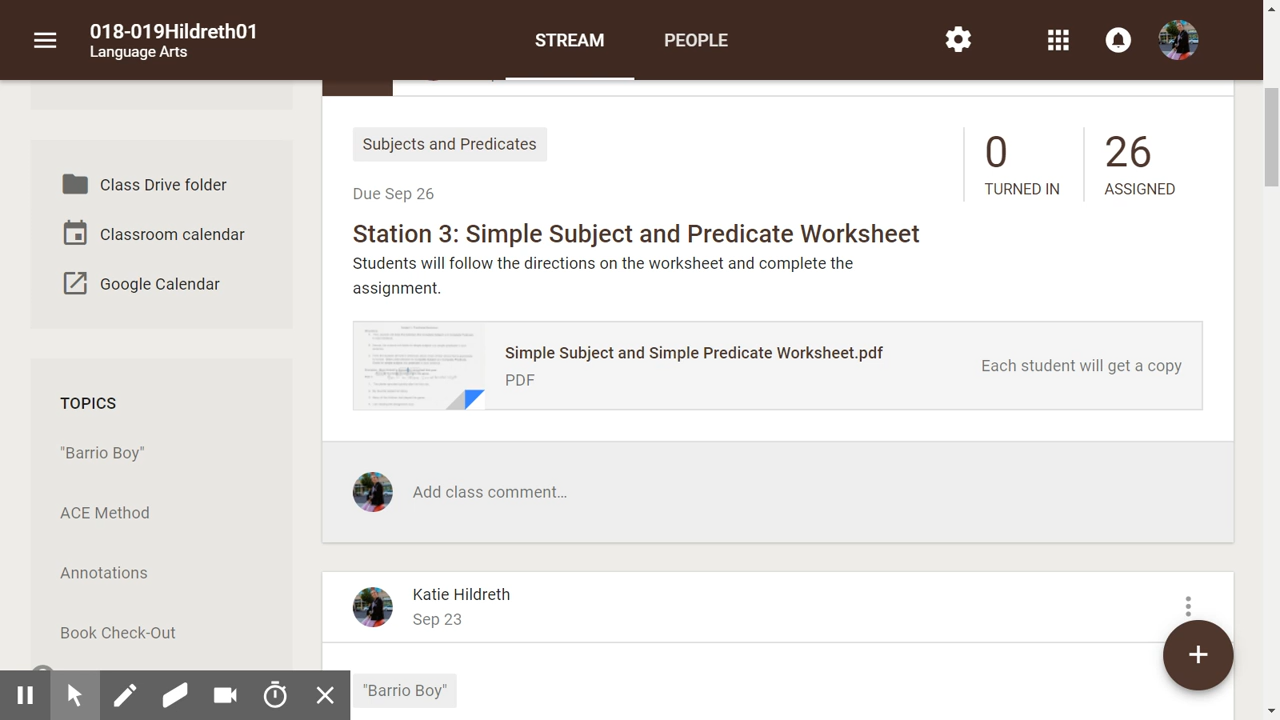 018-019Hildreth01
Language Arts
STREAM
PEOPLE
Class Drive folder
Classroom calendar
Google Calendar
TOPICS
"Barrio Boy"
ACE Method
Annotations
Book Check-Out
Subjects and Predicates
0
TURNED IN
26
ASSIGNED
Due Sep 26
Station 3: Simple Subject and Predicate Worksheet
Students will follow the directions on the worksheet and complete the
assignment.
Simple Subject and Simple Predicate Worksheet.pdf
PDF
Each student will get a copy
Add class comment…
Katie Hildreth
Sep 23
"Barrio Boy"